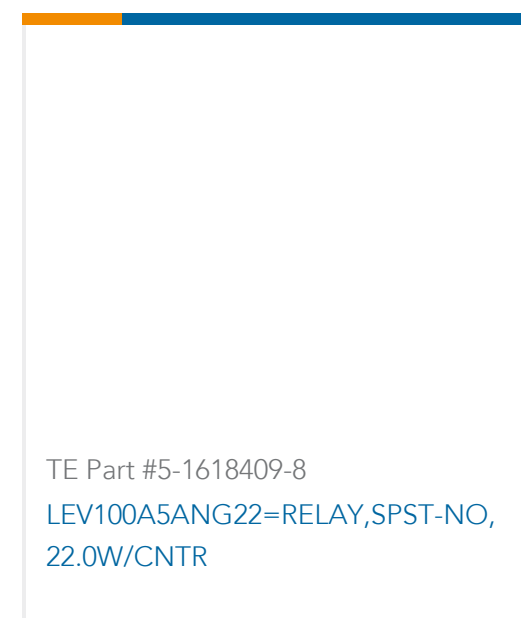 TE Part #5-1618409-8
LEV100A5ANG22=RELAY,SPST-NO,
22.0W/CNTR